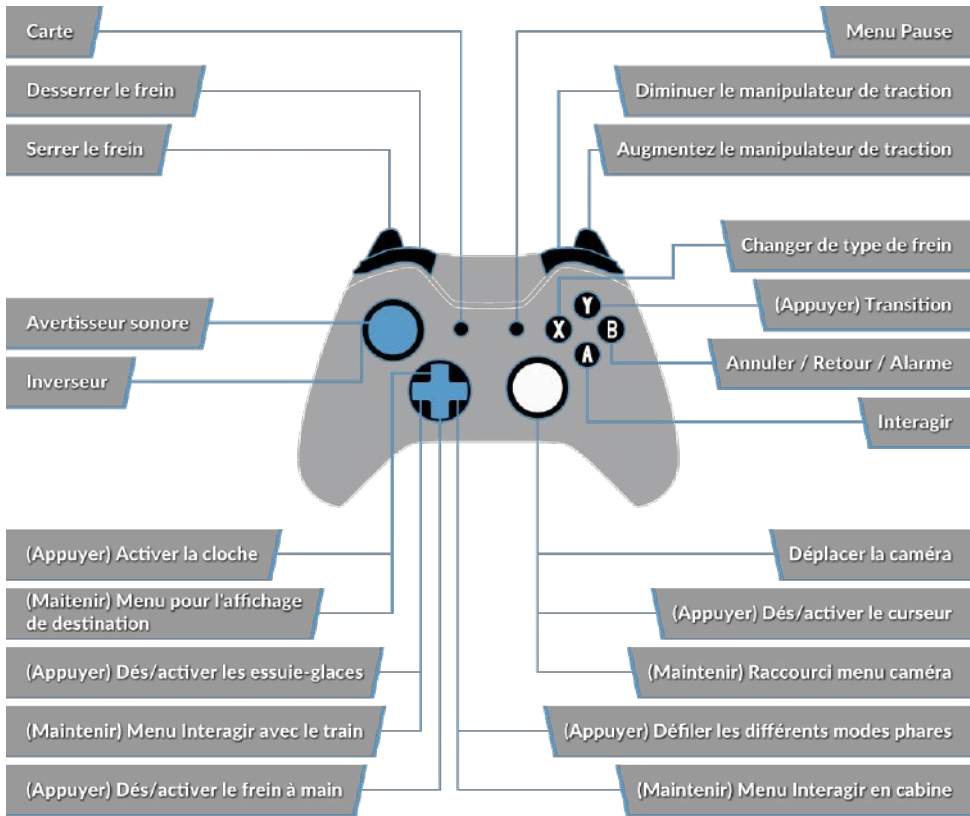 Carte
Menu Pause
Desserrer le frein
Diminuer le manipulateur de traction
Serrer le frein
Augmentez le manipulateur de traction
Changer de type de frein
(Appuyer) Transition
Avertisseur sonore
Annuler / Retour / Alarme
Inverseur
Interagir
Y
X
B
A
(Appuyer) Activer la cloche
Déplacer la caméra
(Maitenir) Menu pour l'affichage
de destination
(Appuyer) Dés/activer le curseur
(Appuyer) Dés/activer les essuie-glaces
(Maintenir) Raccourci menu caméra
(Maintenir) Menu Interagir avec le train
(Appuyer) Défiler les différents modes phares
(Appuyer) Dés/activer le frein à main
(Maintenir) Menu Interagir en cabine